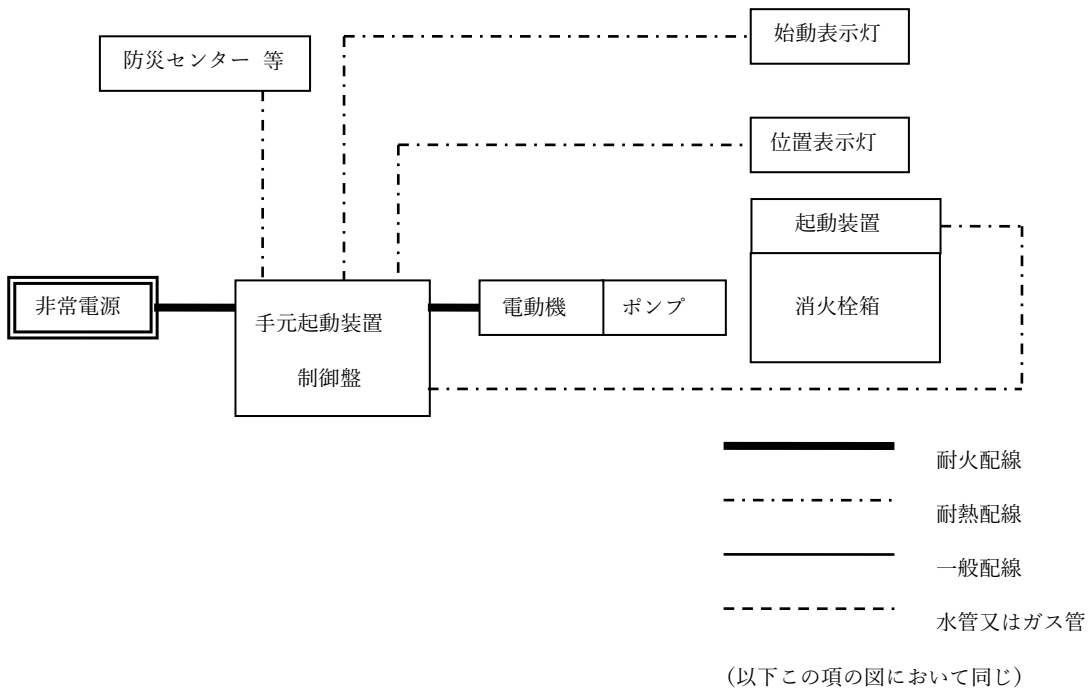 始動表示灯
防災センター 等
位置表示灯
起動装置
非常電源
手元起動装置
制御盤
電動機
ポンプ
消火栓箱
耐火配線
耐熱配線
一般配線
水管又はガス管
（以下この項の図において同じ）